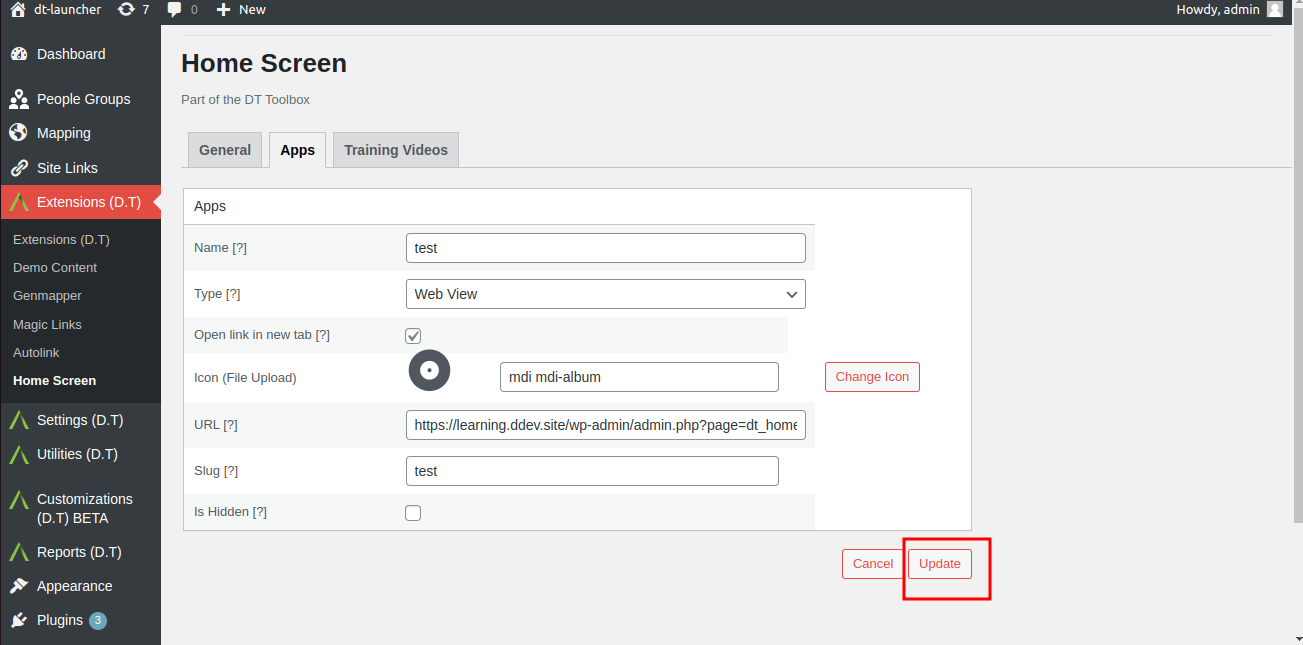 dt-launcher 7 0 New Howdy, admin
Dashboard
People Groups
Mapping
Site Links
Extensions (D.T)
Extensions (D.T)
Demo Content
Genmapper
Magic Links
Autolink
Home Screen
Settings (D.T)
Utilities (D.T)
Customizations
(D.T) BETA
Reports (D.T)
Appearance
Plugins 3
Home Screen
Part of the DT Toolbox
General Apps Training Videos
Apps
Name [?] test
Type [?] Web View
Open link in new tab [?]
Icon (File Upload) mdi mdi-album Change Icon
URL [?] https://learning.ddev.site/wp-admin/admin.php?page=dt_home
Slug [?] test
Is Hidden [?]
Cancel Update